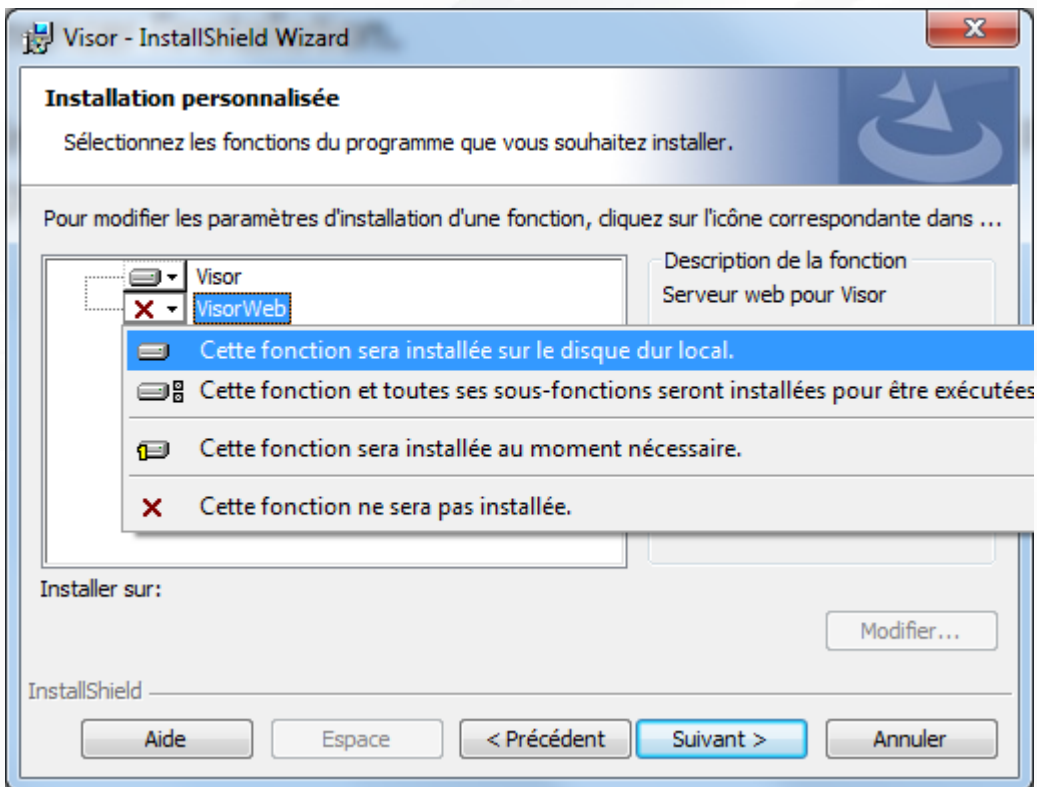 Visor - InstallShield Wizard
Installation personnalisée
Sélectionnez les fonctions du programme que vous souhaitez installer.
Pour modifier les paramètres d'installation d'une fonction, cliquez sur l'icône correspondante dans ...
Visor
VisorWeb
Description de la fonction
Serveur web pour Visor
Cette fonction sera installée sur le disque dur local.
Cette fonction et toutes ses sous-fonctions seront installées pour être exécutées
Cette fonction sera installée au moment nécessaire.
Cette fonction ne sera pas installée.
Installer sur:
Modifier...
InstallShield
Aide
Espace
< Précédent
Suivant >
Annuler